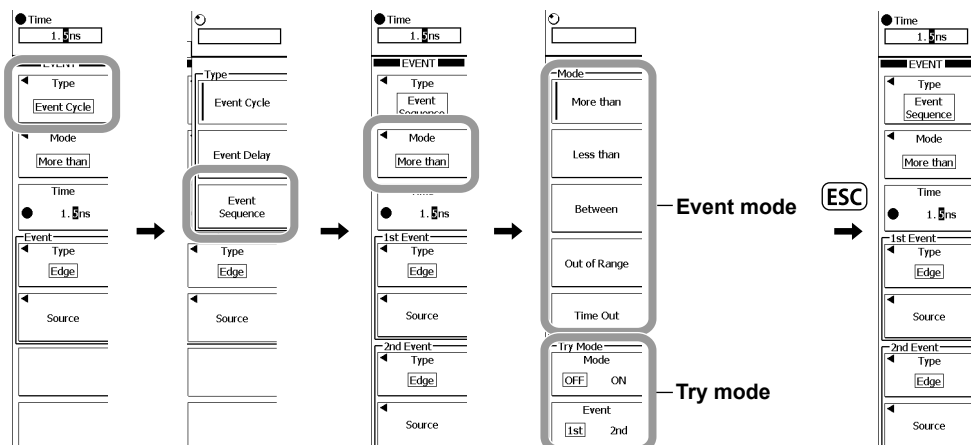 Time
1. 5ns
EVENT
Type
Event Cycle
Mode
More than
Time
1. 5ns
Event
Type
Edge
Source
Type
Event Cycle
Event Delay
Event
Sequence
Type
Edge
Source
Time
1. 5ns
EVENT
Type
Event
Sequence
Mode
More than
Time
1. 5ns
1st Event
Type
Edge
Source
2nd Event
Type
Edge
Source
Mode
More than
Less than
Between
Out of Range
Time Out
Event mode
Try Mode
Mode
OFF ON
Event
1st 2nd
Try mode
ESC
Time
1. 5ns
EVENT
Type
Event
Sequence
Mode
More than
Time
1. 5ns
1st Event
Type
Edge
Source
2nd Event
Type
Edge
Source